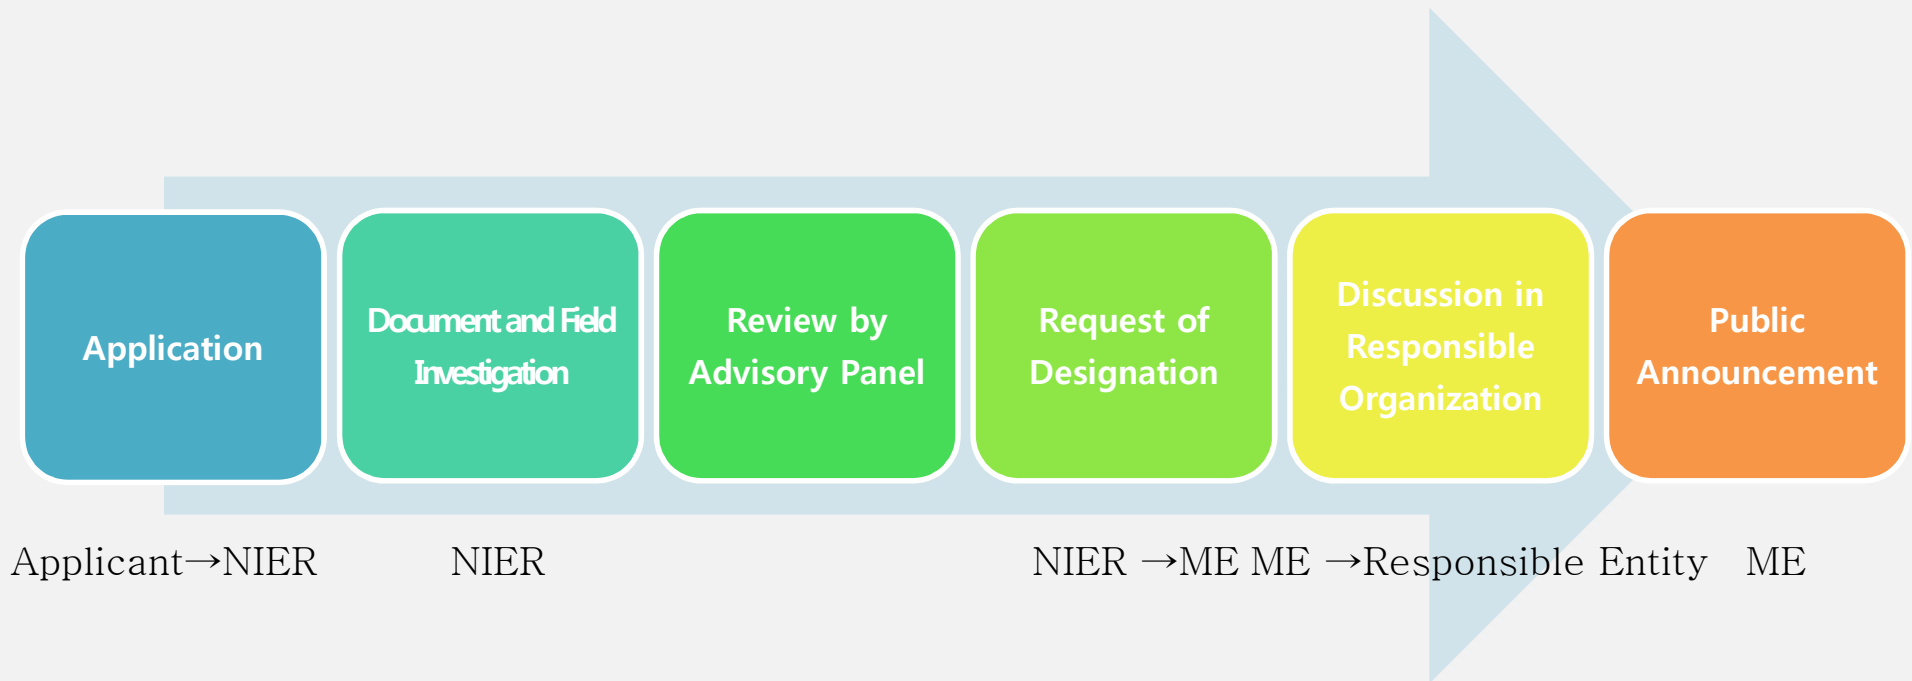 Application
Document and Field
Investigation
Review by
Advisory Panel
Request of
Designation
Discussion in
Responsible
Organization
Public
Announcement
Applicant→NIER
NIER
NIER →ME ME →Responsible Entity ME